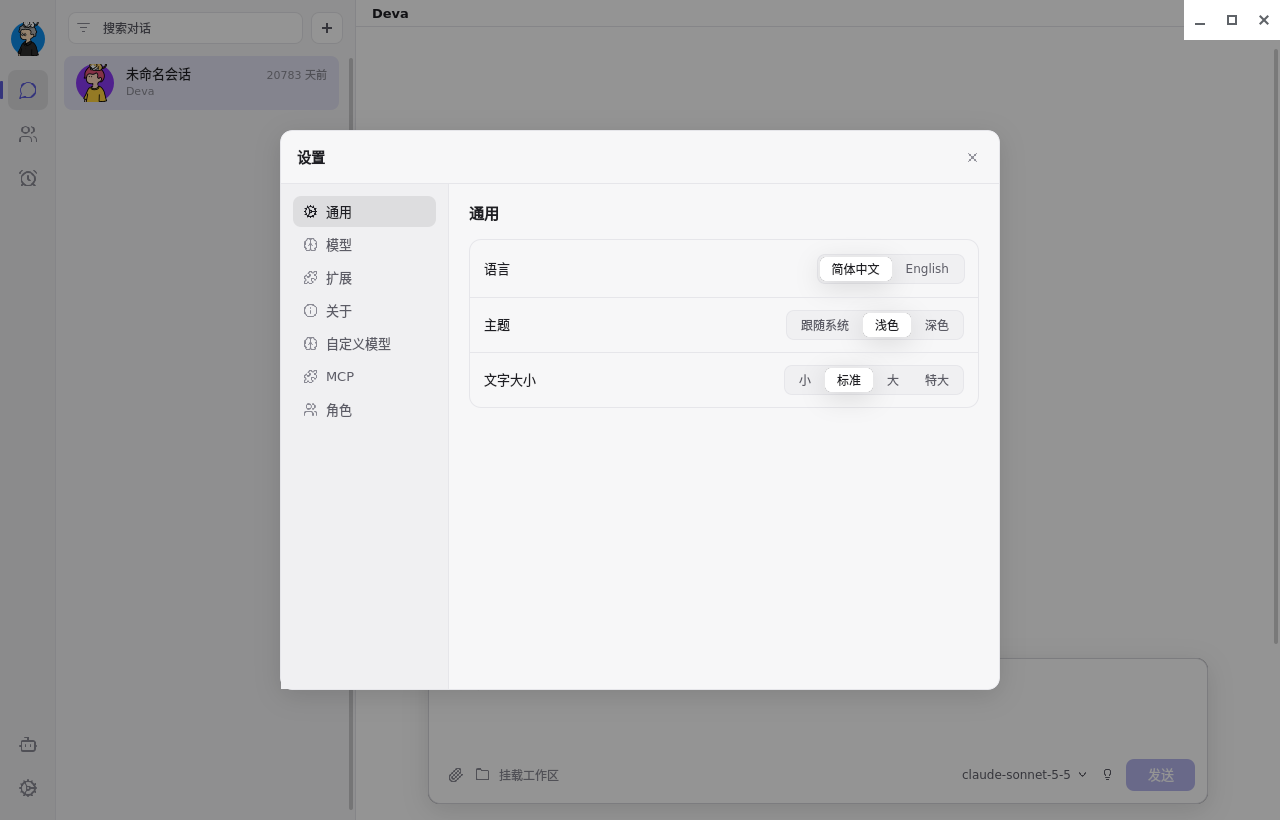 搜索对话
未命名会话
20783 天前
Deva
Deva
设置
通用
模型
扩展
关于
自定义模型
MCP
角色
通用
语言
简体中文
English
主题
跟随系统
浅色
深色
文字大小
小
标准
大
特大
挂载工作区
claude-sonnet-5-5
发送